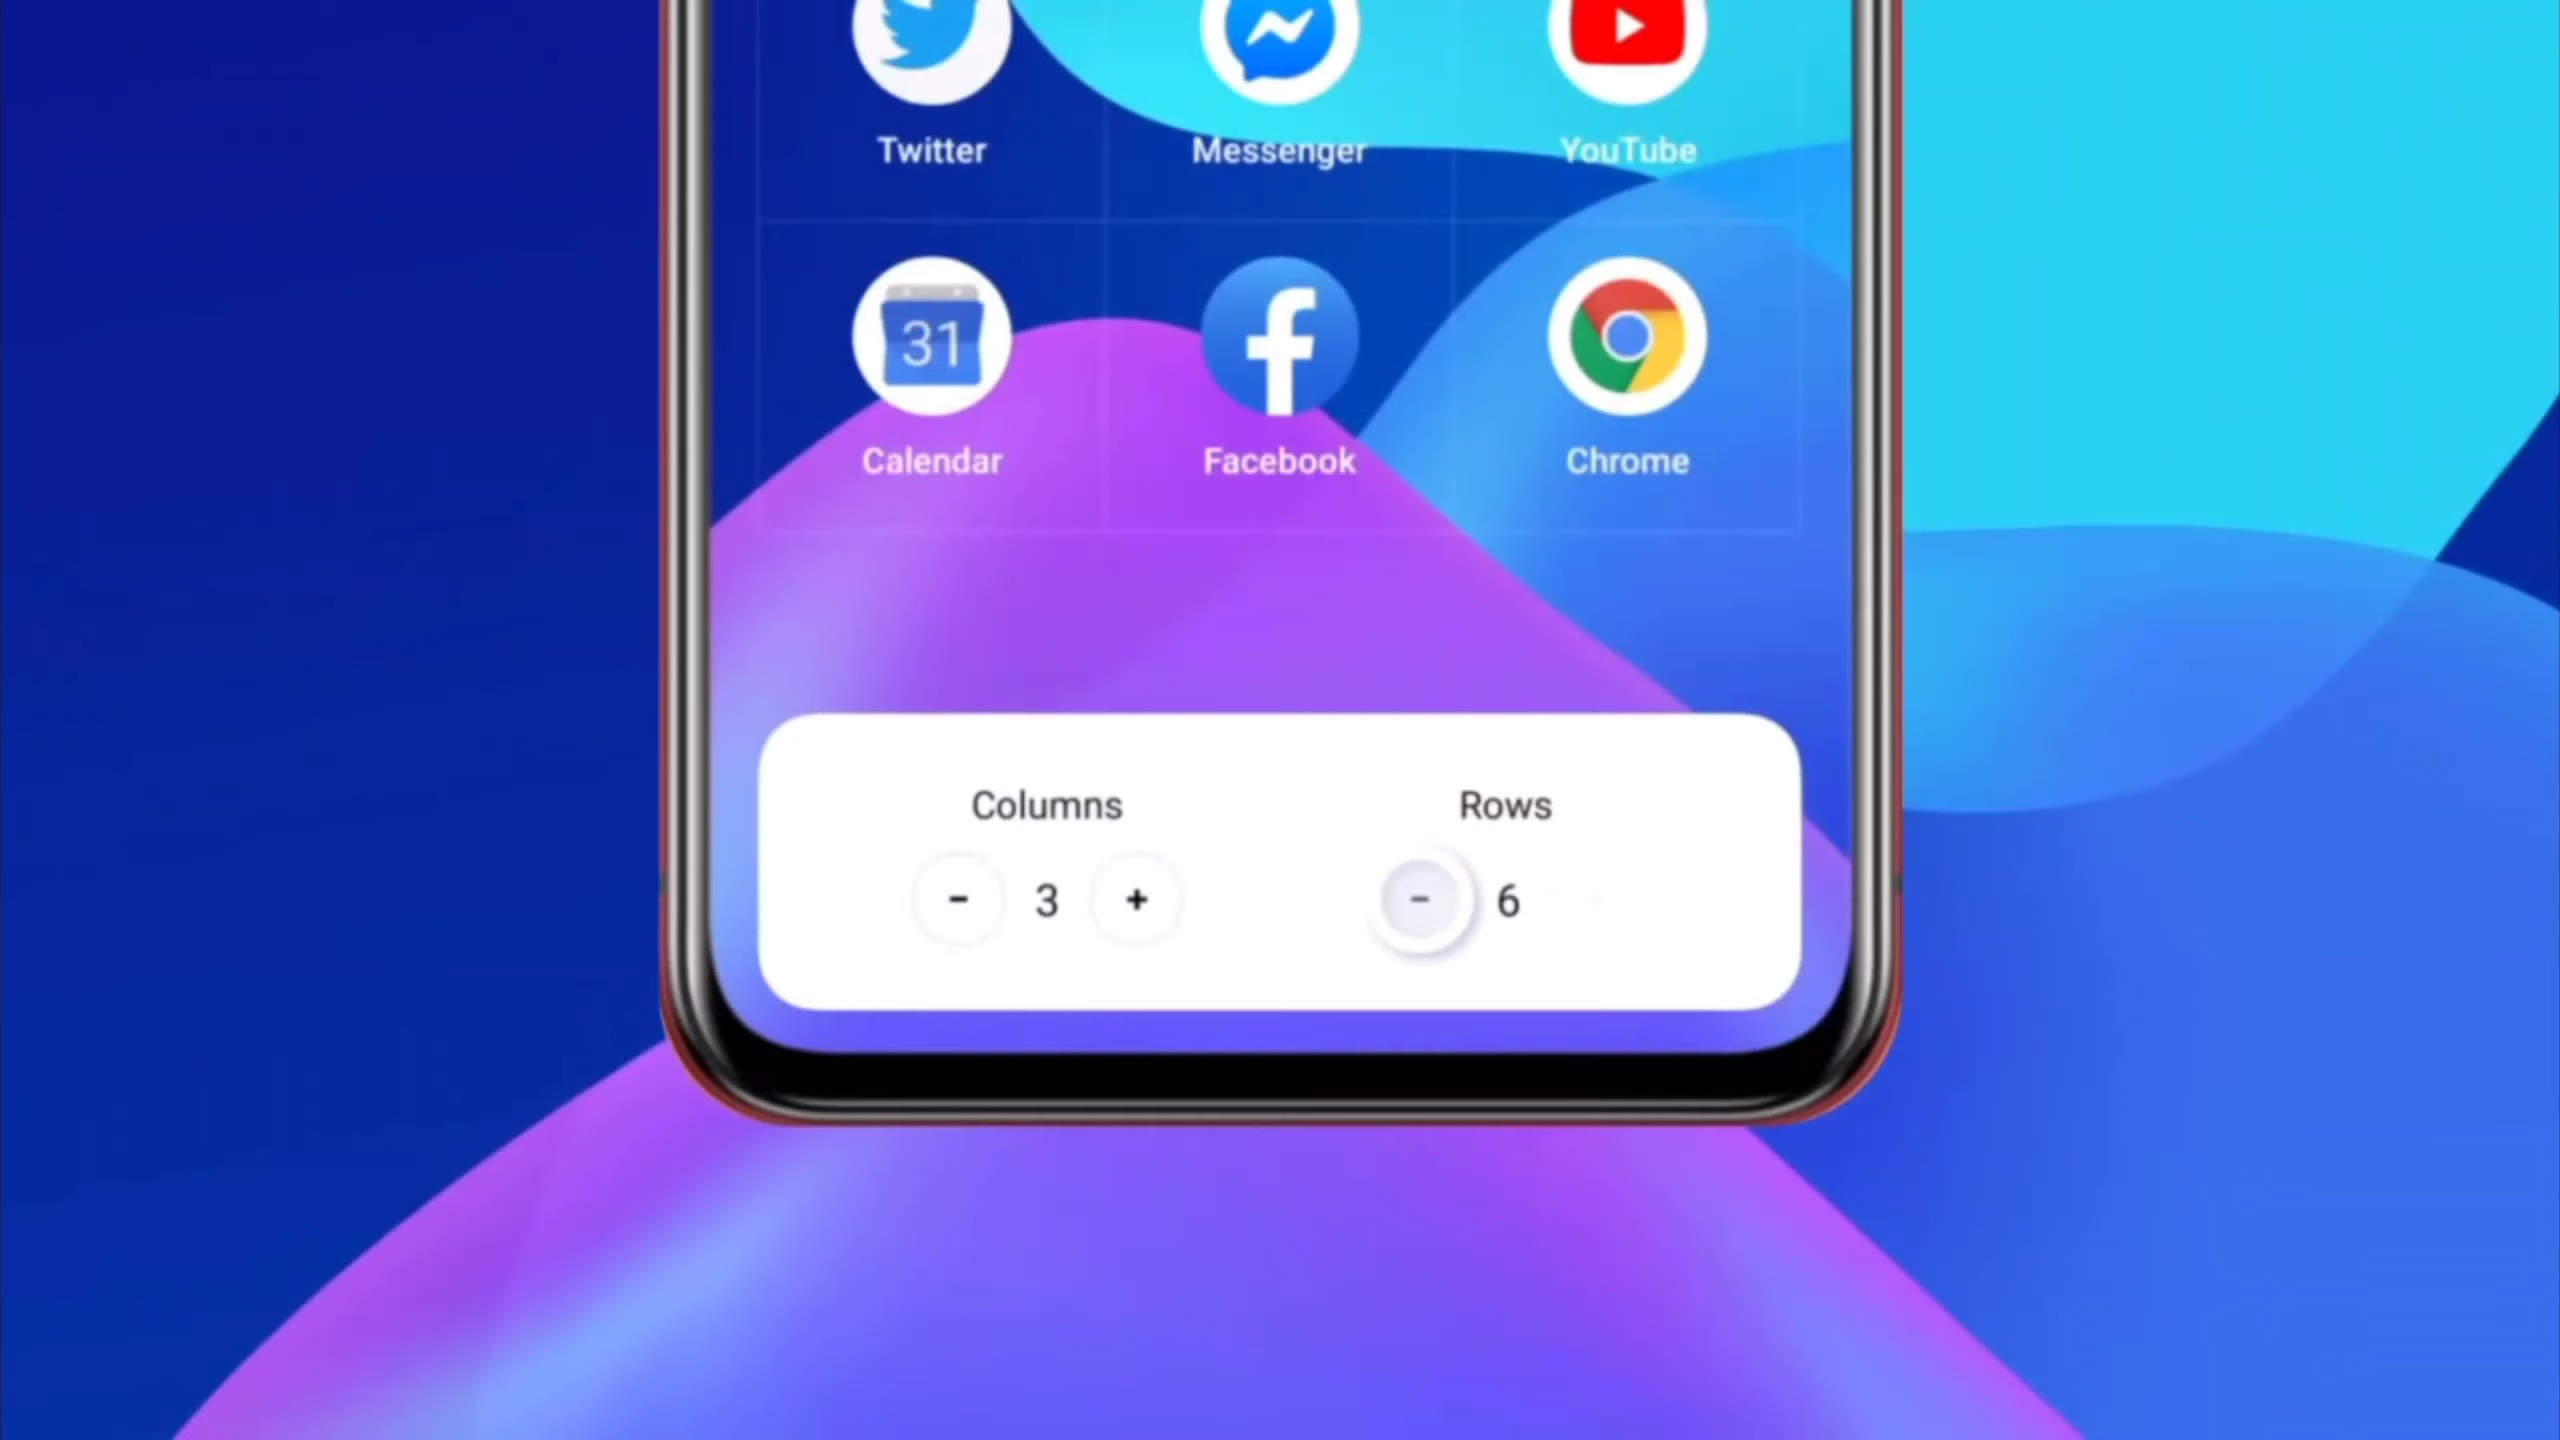 Twitter Messenger YouTube
31
Calendar Facebook Chrome
Columns Rows
- 3 + - 6